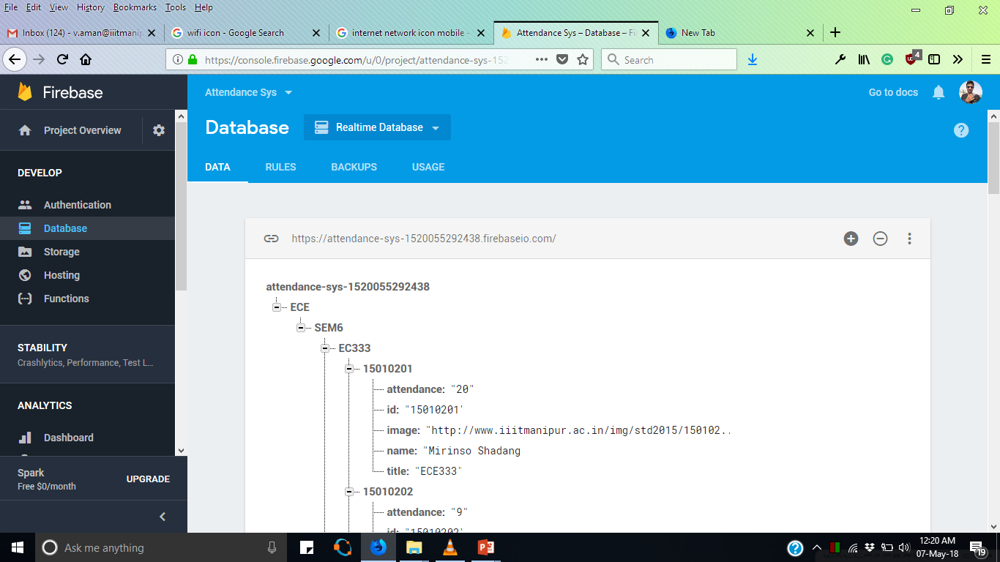 File Edit View History Bookmarks Tools Help
Inbox (124) - v.aman@iiitmanip
wifi icon - Google Search
internet network icon mobile -
Attendance Sys – Database – Fi
New Tab
https://console.firebase.google.com/u/0/project/attendance-sys-152
Search
4
Firebase
Attendance Sys
Go to docs
Project Overview
Database
Realtime Database
DEVELOP
DATA RULES BACKUPS USAGE
Authentication
Database
Storage
Hosting
Functions
STABILITY
Crashlytics, Performance, Test L...
ANALYTICS
Dashboard
Spark
Free $0/month
UPGRADE
https://attendance-sys-1520055292438.firebaseio.com/
attendance-sys-1520055292438
ECE
SEM6
EC333
15010201
attendance: "20"
id: "15010201"
image: "http://www.iiitmanipur.ac.in/img/std2015/150102..
name: "Mirinso Shadang
title: "ECE333"
15010202
attendance: "9"
id: "15010202"
Ask me anything
12:20 AM
07-May-18
19